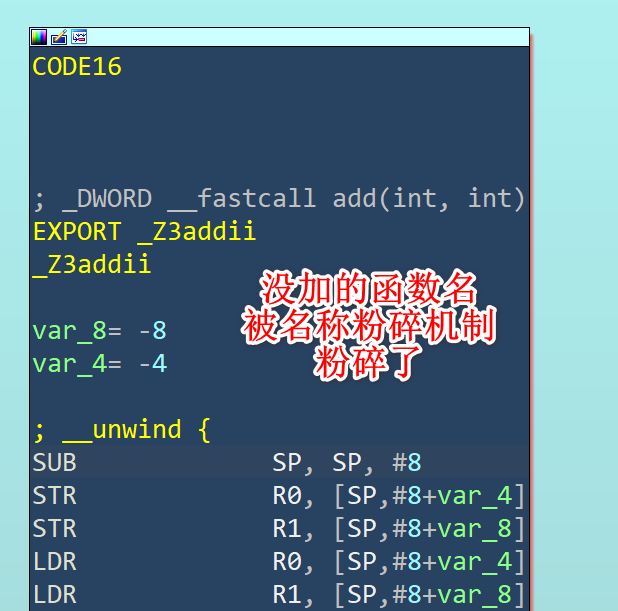 CODE16
; _DWORD __fastcall add(int, int)
EXPORT _Z3addii
_Z3addii
没加的函数名
被名称粉碎机制
粉碎了
var_8= -8
var_4= -4
; __unwind {
SUB SP, SP, #8
STR R0, [SP,#8+var_4]
STR R1, [SP,#8+var_8]
LDR R0, [SP,#8+var_4]
LDR R1, [SP,#8+var_8]